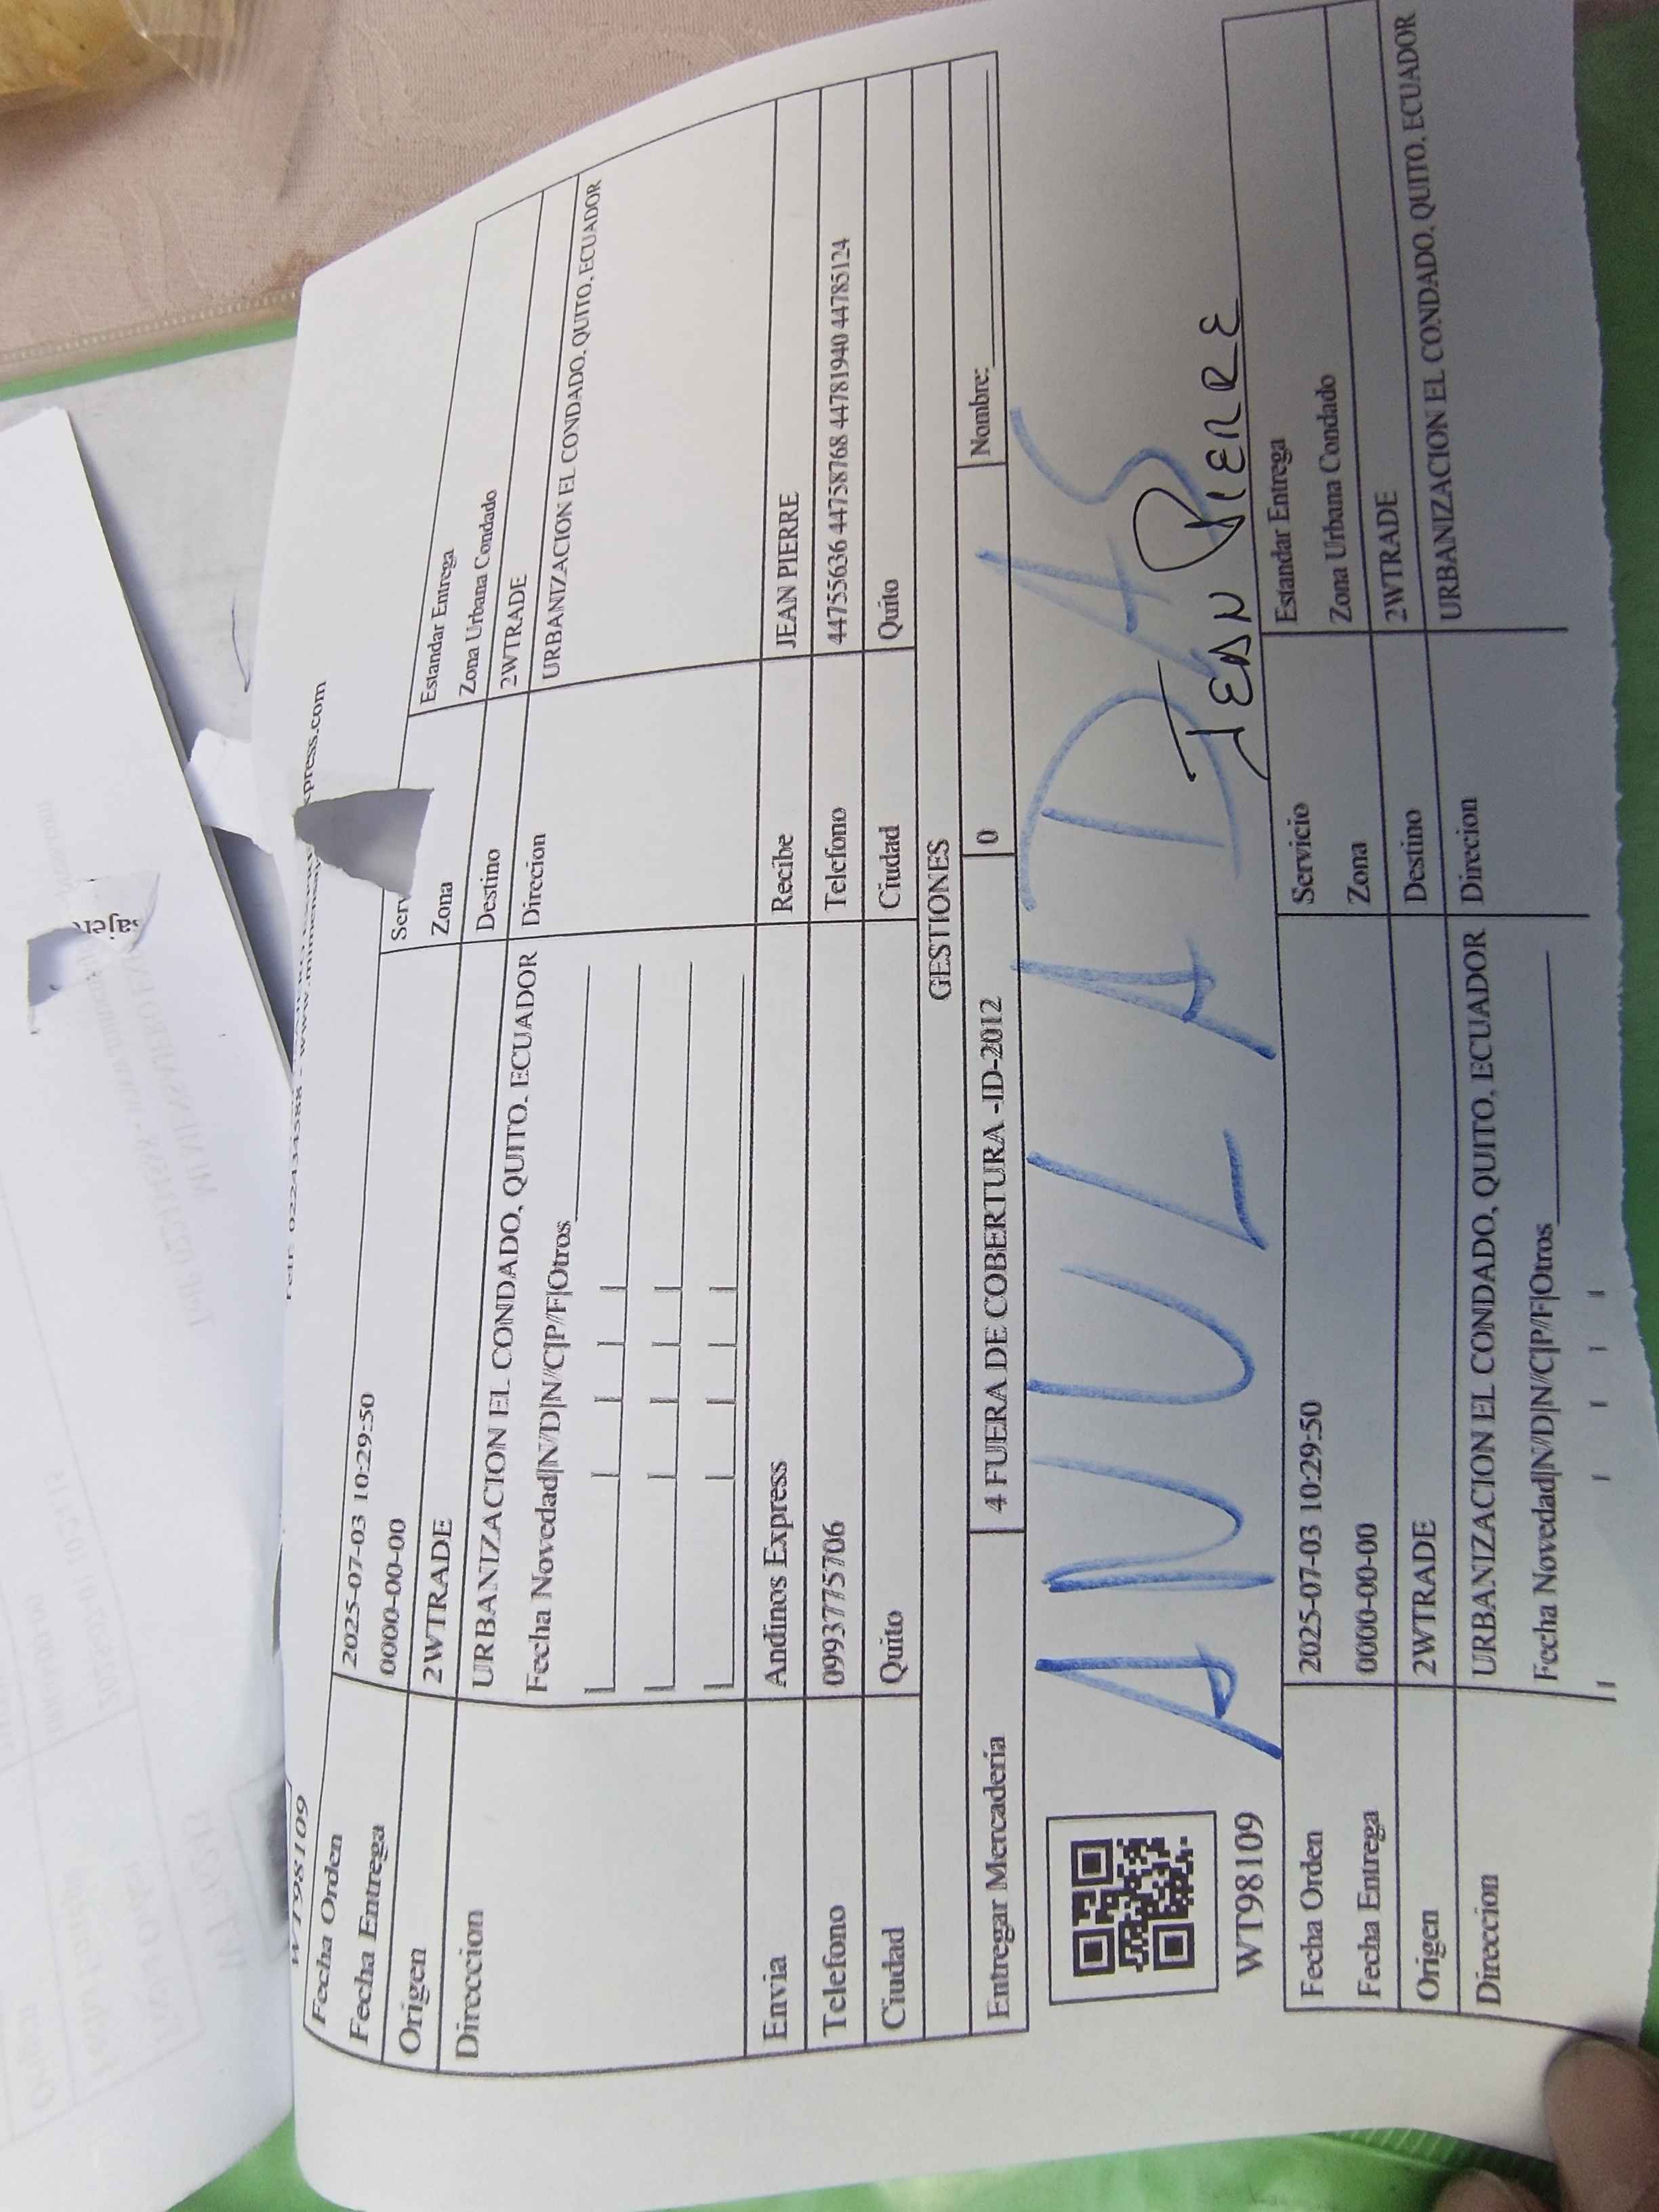 WT98109
Fecha Orden 2025-07-03 10:29:50 Estandar Entrega
Fecha Entrega 0000-00-00 Zona Zona Urbana Condado
Origen 2WTRADE Destino 2WTRADE
Direccion URBANIZACION EL CONDADO, QUITO. ECUADOR Direcion URBANIZACION EL CONDADO, QUITO, ECUADOR
Fecha Novedad|N/D|N/C|P/F|Otros
Envia Andinos Express Recibe JEAN PIERRE
Telefono 0993775706 Telefono 44755636 44758768 44781940 44785124
Ciudad Quito Ciudad Quito
GESTIONES
Entregar Mercadería 4 FUERA DE COBERTURA -ID-2012 0 Nombre:
ANULADAS
JEAN PIERRE
WT98109
Fecha Orden 2025-07-03 10:29:50 Servicio Estandar Entrega
Fecha Entrega 0000-00-00 Zona Zona Urbana Condado
Origen 2WTRADE Destino 2WTRADE
Direccion URBANIZACION EL CONDADO, QUITO, ECUADOR Direcion URBANIZACION EL CONDADO, QUITO, ECUADOR
Fecha Novedad|N/D|N/C|P/F|Otros